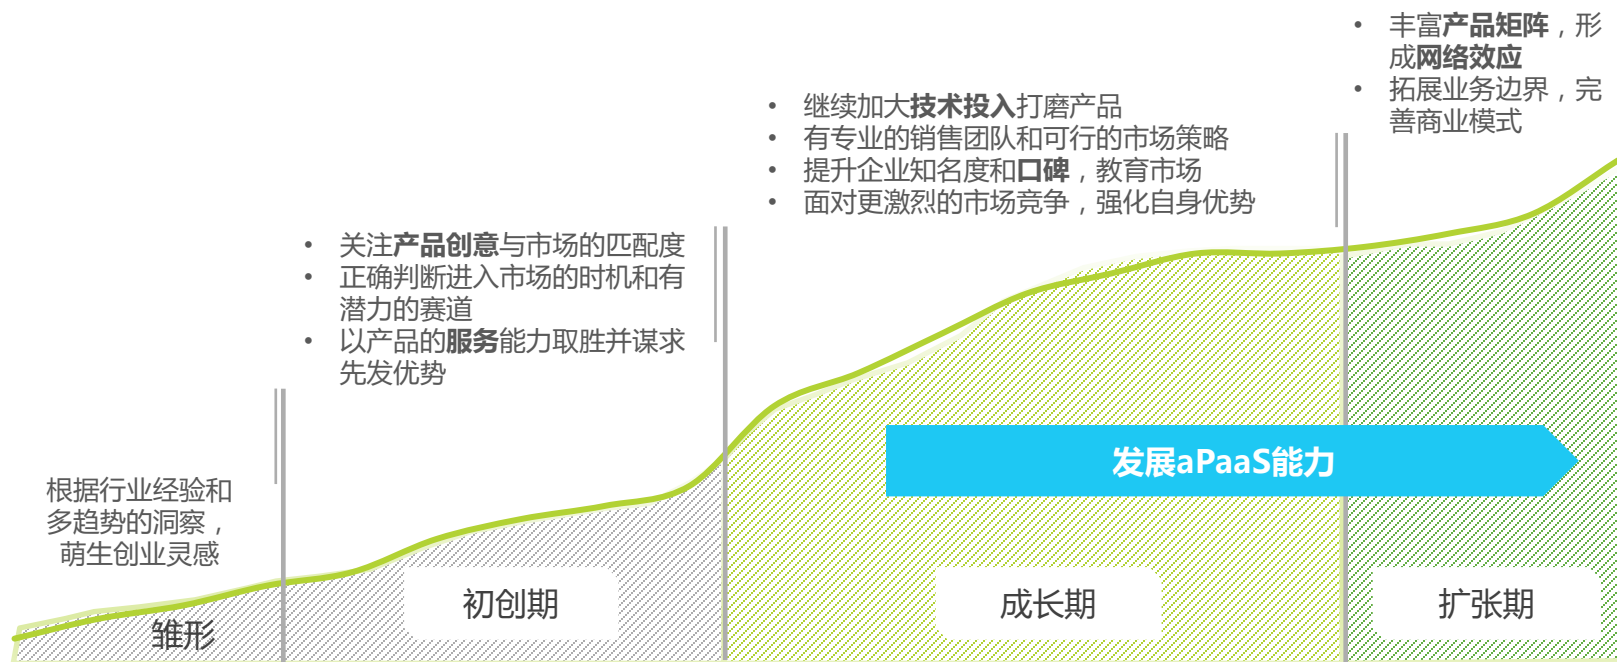 根据行业经验和
多趋势的洞察，
萌生创业灵感
雏形
• 关注产品创意与市场的匹配度
• 正确判断进入市场的时机和有
潜力的赛道
• 以产品的服务能力取胜并谋求
先发优势
初创期
• 继续加大技术投入打磨产品
• 有专业的销售团队和可行的市场策略
• 提升企业知名度和口碑，教育市场
• 面对更激烈的市场竞争，强化自身优势
成长期
• 丰富产品矩阵，形
成网络效应
• 拓展业务边界，完
善商业模式
扩张期
发展aPaaS能力